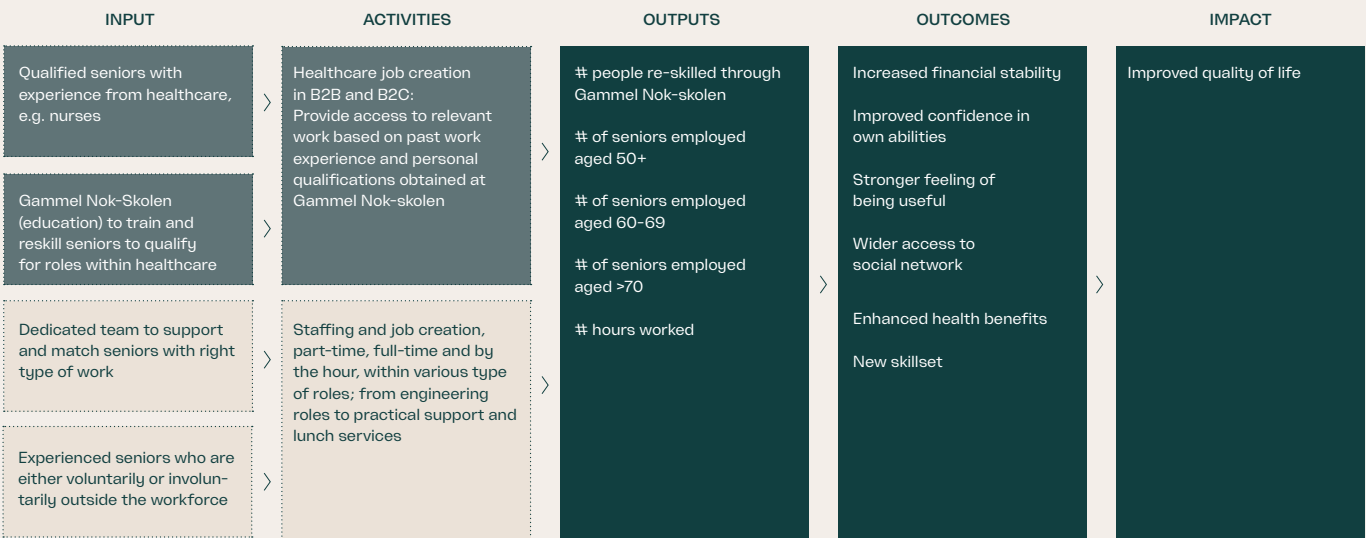 INPUT
Qualified seniors with
experience from healthcare,
e.g. nurses
Gammel Nok-Skolen
(education) to train and
reskill seniors to qualify
for roles within healthcare
Dedicated team to support
and match seniors with right
type of work
Experienced seniors who are
either voluntarily or involun-
tarily outside the workforce
ACTIVITIES
Healthcare job creation
in B2B and B2C:
Provide access to relevant
work based on past work
experience and personal
qualifications obtained at
Gammel Nok-skolen
Staffing and job creation,
part-time, full-time and by
the hour, within various type
of roles; from engineering
roles to practical support and
lunch services
OUTPUTS
# people re-skilled through
Gammel Nok-skolen
# of seniors employed
aged 50+
# of seniors employed
aged 60-69
# of seniors employed
aged >70
# hours worked
OUTCOMES
Increased financial stability
Improved confidence in
own abilities
Stronger feeling of
being useful
Wider access to
social network
Enhanced health benefits
New skillset
IMPACT
Improved quality of life